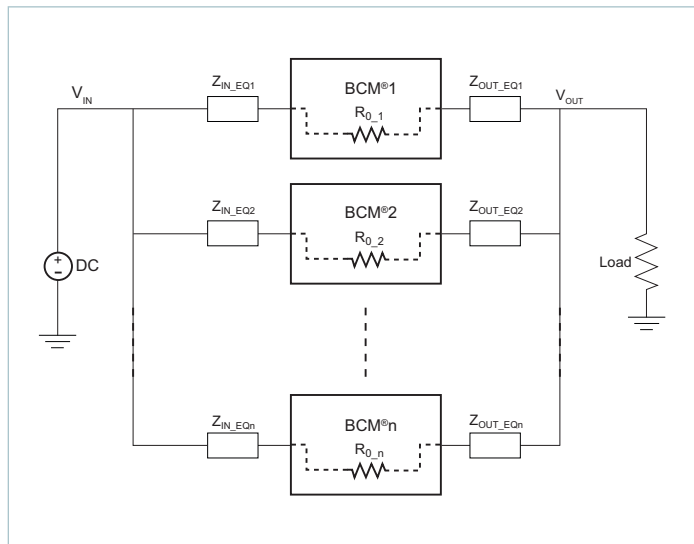 V_IN
Z_IN_EQ1
BCM®1
R_0_1
Z_OUT_EQ1
V_OUT
Z_IN_EQ2
BCM®2
R_0_2
Z_OUT_EQ2
+
-
DC
Load
Z_IN_EQn
BCM®n
R_0_n
Z_OUT_EQn